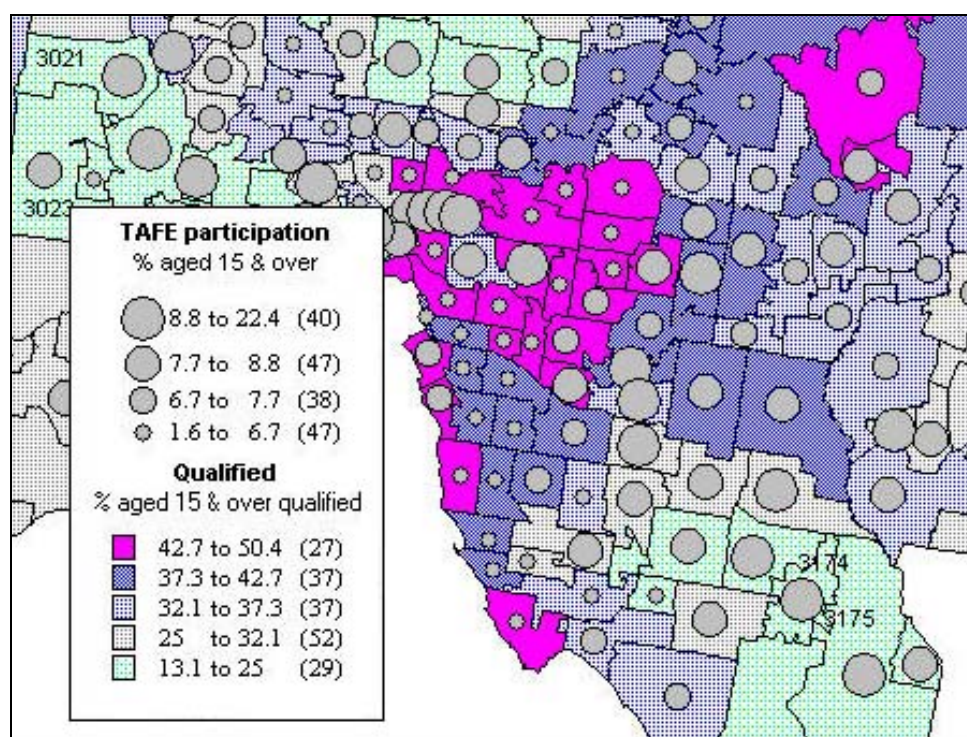 3021
3023
TAFE participation
% aged 15 & over
8.8 to 22.4 (40)
7.7 to 8.8 (47)
6.7 to 7.7 (38)
1.6 to 6.7 (47)
Qualified
% aged 15 & over qualified
42.7 to 50.4 (27)
37.3 to 42.7 (37)
32.1 to 37.3 (37)
25 to 32.1 (52)
13.1 to 25 (29)
3174
3175